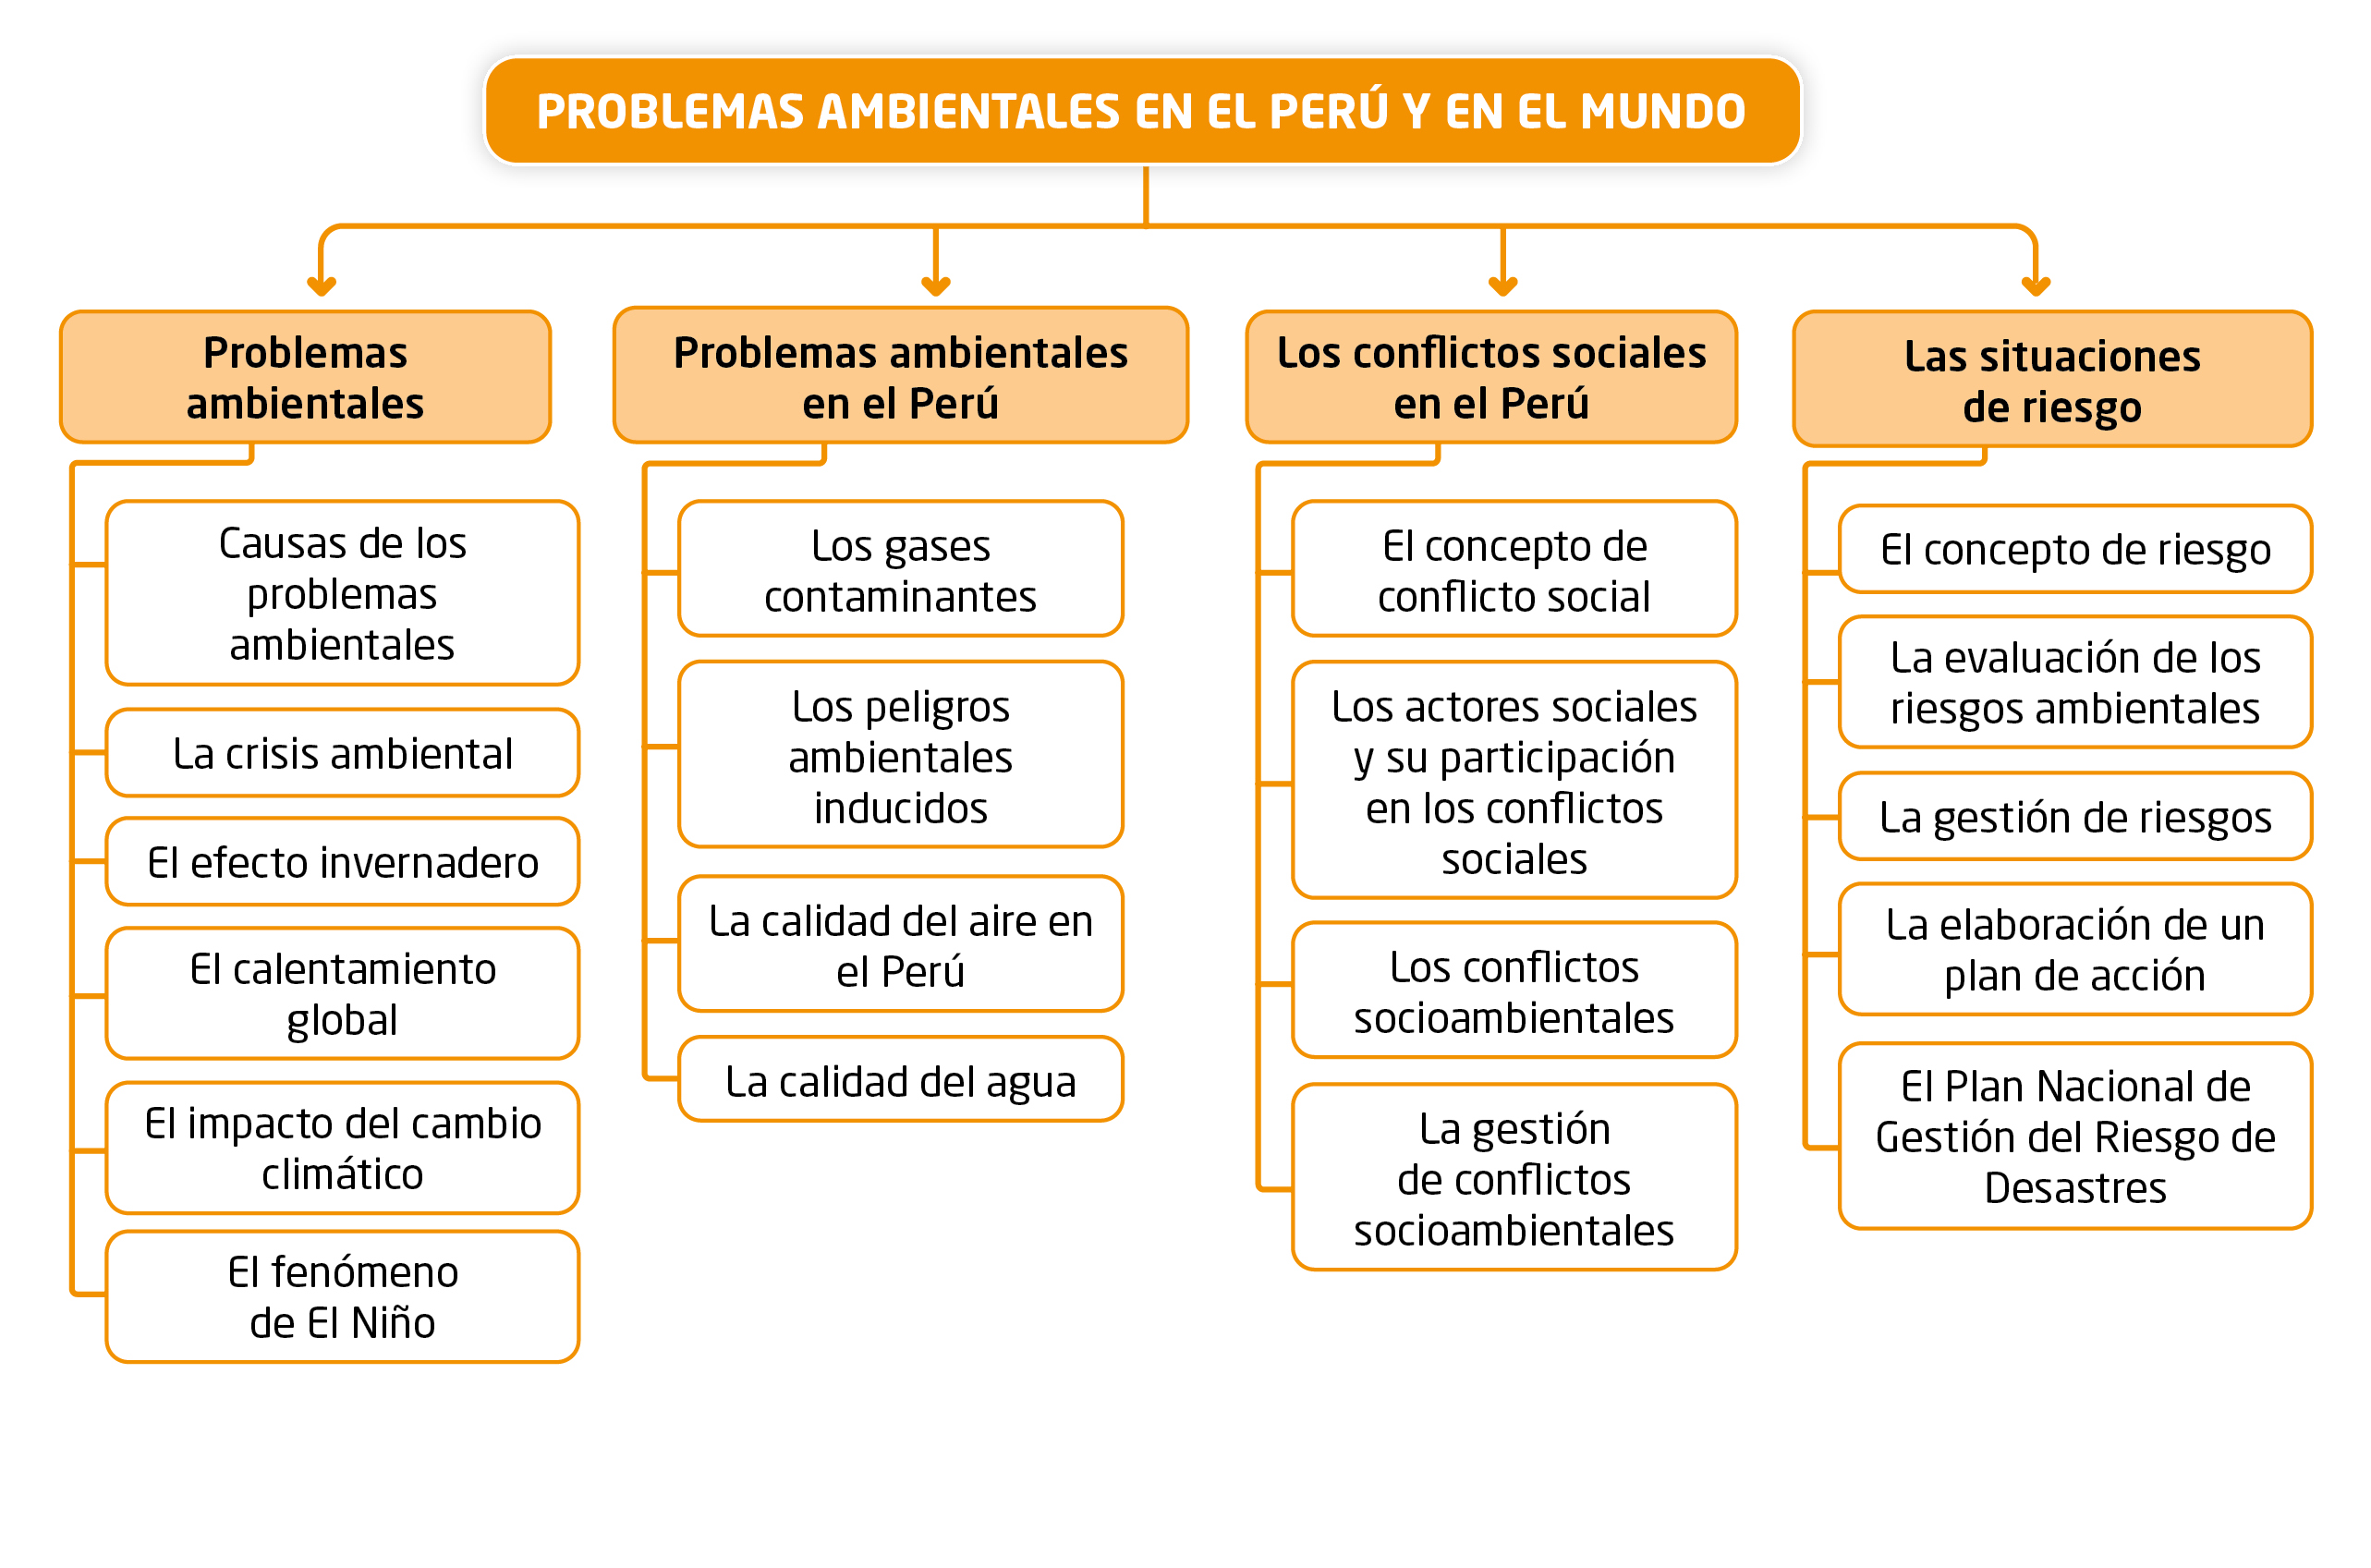 PROBLEMAS AMBIENTALES EN EL PERÚ Y EN EL MUNDO
Problemas
ambientales
Causas de los
problemas
ambientales
La crisis ambiental
El efecto invernadero
El calentamiento
global
El impacto del cambio
climático
El fenómeno
de El Niño
Problemas ambientales
en el Perú
Los gases
contaminantes
Los peligros
ambientales
inducidos
La calidad del aire en
el Perú
La calidad del agua
Los conflictos sociales
en el Perú
El concepto de
conflicto social
Los actores sociales
y su participación
en los conflictos
sociales
Los conflictos
socioambientales
La gestión
de conflictos
socioambientales
Las situaciones
de riesgo
El concepto de riesgo
La evaluación de los
riesgos ambientales
La gestión de riesgos
La elaboración de un
plan de acción
El Plan Nacional de
Gestión del Riesgo de
Desastres